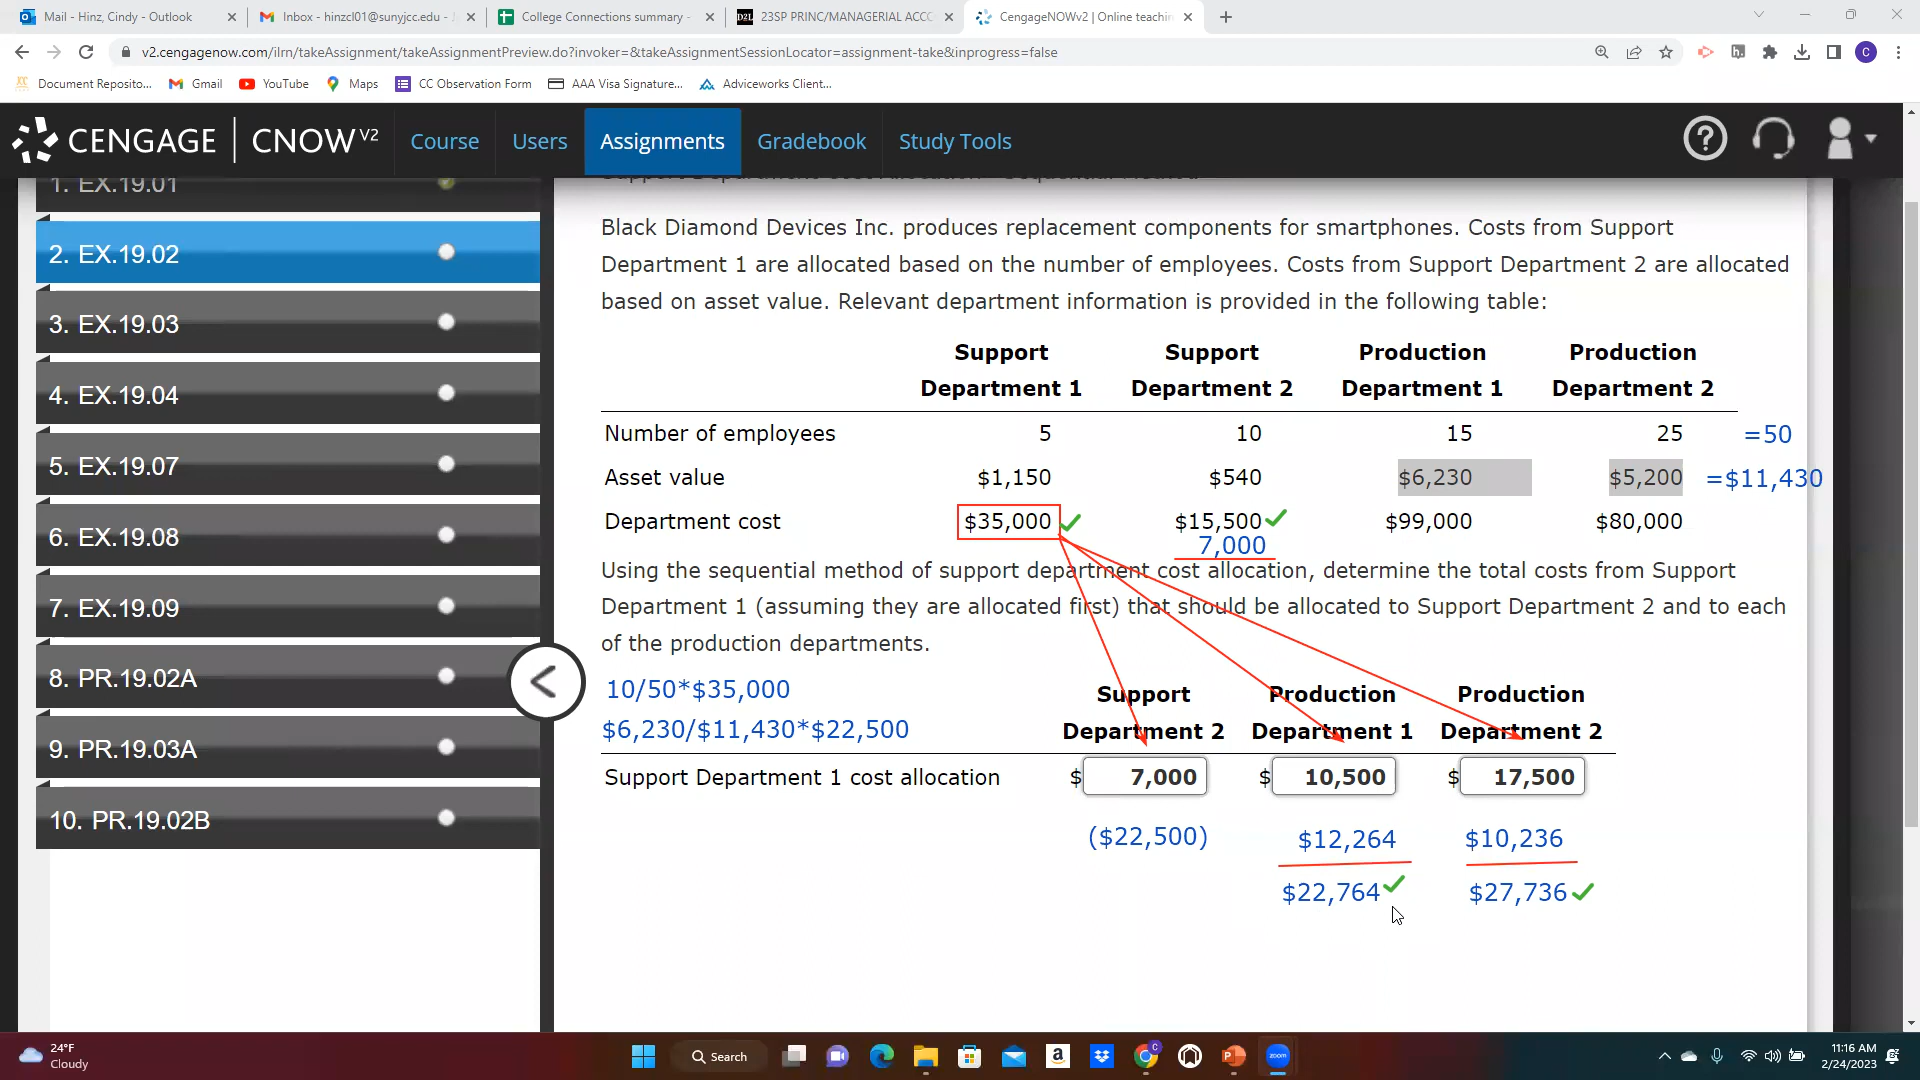 Mail - Hinz, Cindy - Outlook
Inbox - hinzcl01@sunyjcc.edu -
College Connections summary -
D2L 23SP PRINC/MANAGERIAL ACCC
CengageNOWv2 | Online teachin
v2.cengagenow.com/ilrn/takeAssignment/takeAssignmentPreview.do?invoker=&takeAssignmentSessionLocator=assignment-take&inprogress=false
C
Document Reposito...
Gmail
YouTube
Maps
CC Observation Form
AAA Visa Signature...
Adviceworks Client...
CENGAGE | CNOWV2
Course
Users
Assignments
Gradebook
Study Tools
1. EX.19.01
2. EX.19.02
3. EX.19.03
4. EX.19.04
5. EX.19.07
6. EX.19.08
7. EX.19.09
8. PR.19.02A
9. PR.19.03A
10. PR.19.02B
Black Diamond Devices Inc. produces replacement components for smartphones. Costs from Support
Department 1 are allocated based on the number of employees. Costs from Support Department 2 are allocated
based on asset value. Relevant department information is provided in the following table:
Support Support Production Production
Department 1 Department 2 Department 1 Department 2
Number of employees 5 10 15 25 =50
Asset value $1,150 $540 $6,230 $5,200 =$11,430
Department cost $35,000 $15,500 $99,000 $80,000
7,000
Using the sequential method of support department cost allocation, determine the total costs from Support
Department 1 (assuming they are allocated first) that should be allocated to Support Department 2 and to each
of the production departments.
10/50*$35,000
$6,230/$11,430*$22,500
Support Production Production
Department 2 Department 1 Department 2
Support Department 1 cost allocation $ 7,000 $ 10,500 $ 17,500
($22,500) $12,264 $10,236
$22,764 $27,736
24°F
Cloudy
Search
zoom
11:16 AM
2/24/2023